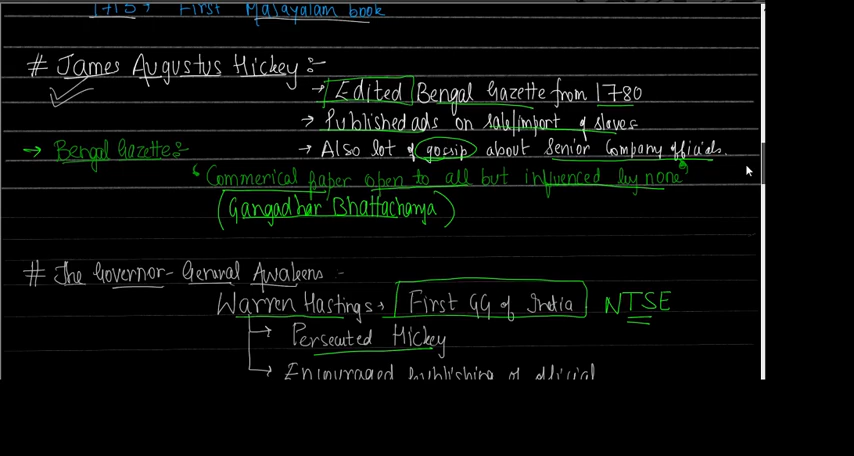 1713, First Malayalam book
# James Augustus Hickey :-
→ Edited Bengal Gazette from 1780
→ Published ads on sale/import of slaves
→ Bengal Gazette :- → Also lot of gossip about Senior Company officials.
"Commerical paper open to all but influenced by none"
(Gangadhar Bhattacharya)
# The Governor-General Awakens :-
Warren Hastings → First GG of India NTSE
→ Persecuted Hickey
→ Encouraged publishing of official